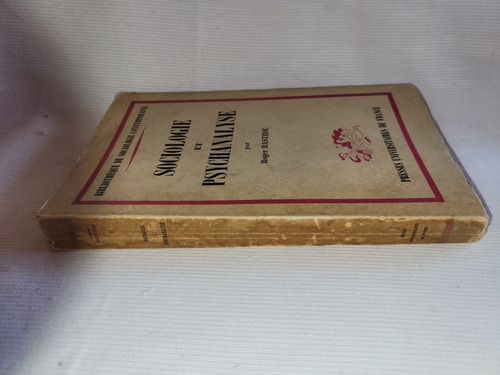 BIBLIOTHÈQUE DE SOCIOLOGIE CONTEMPORAINE
SOCIOLOGIE
ET
PSYCHANALYSE
par
Roger BASTIDE
PRESSES UNIVERSITAIRES DE FRANCE